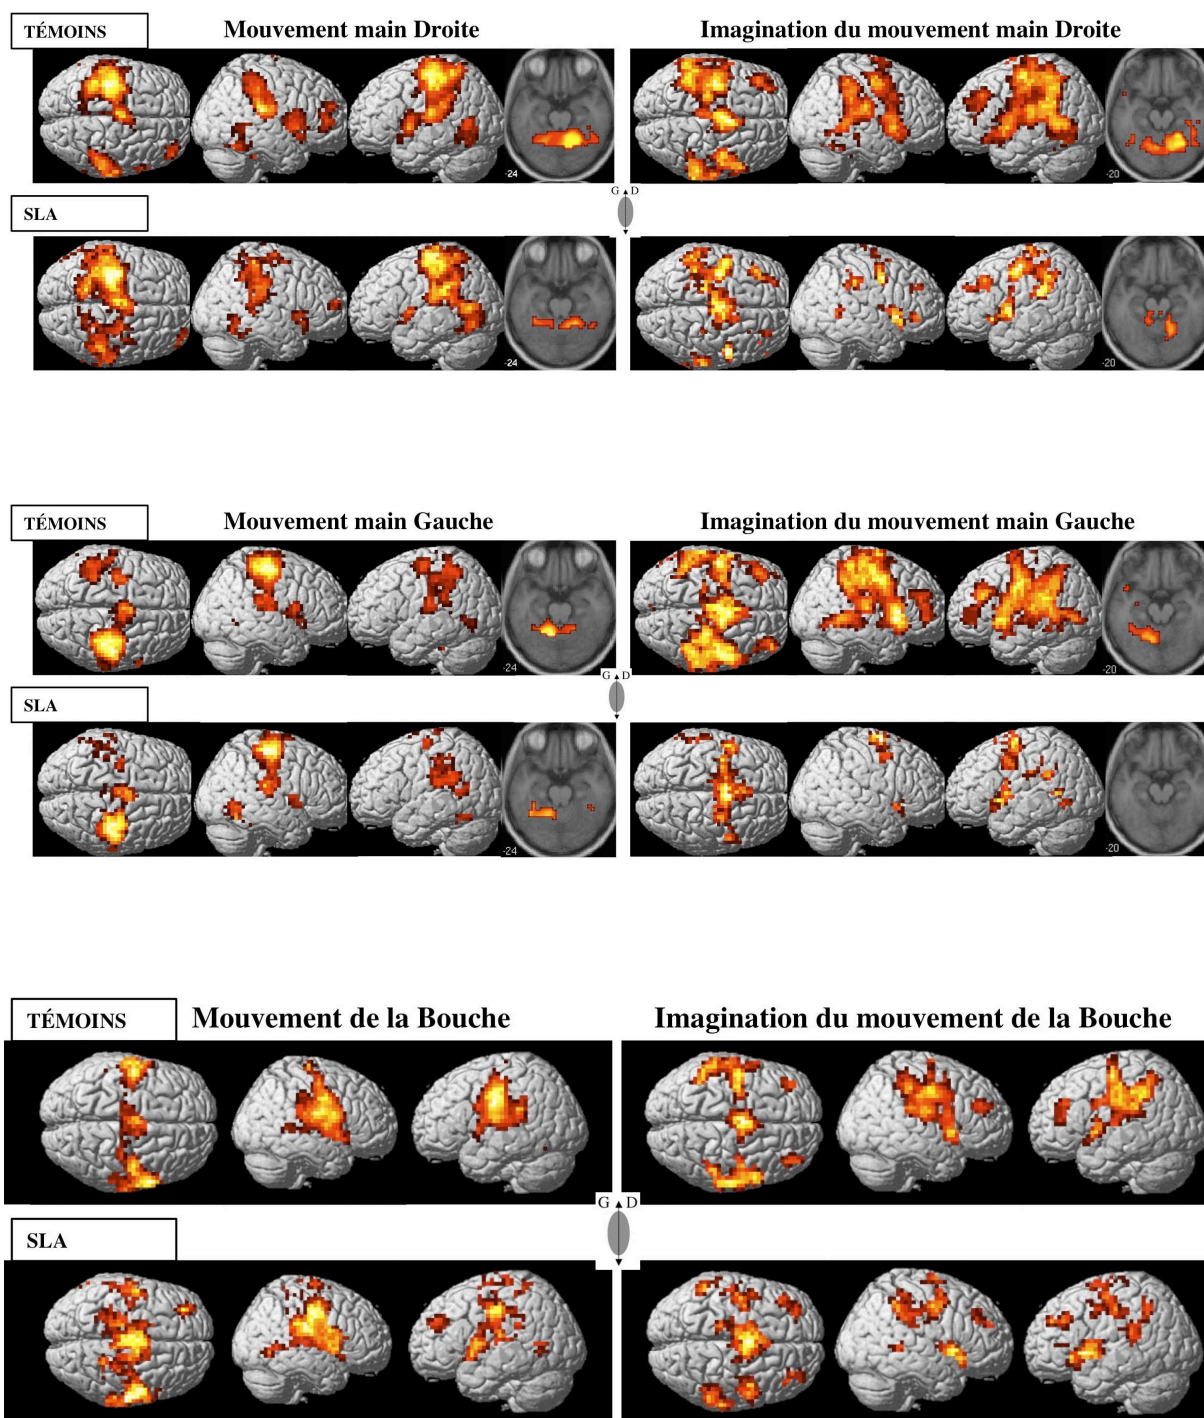 TÉMOINS
Mouvement main Droite
Imagination du mouvement main Droite
-24
-20
G D
SLA
-24
-20
TÉMOINS
Mouvement main Gauche
Imagination du mouvement main Gauche
-24
-20
G D
SLA
-24
-20
TÉMOINS
Mouvement de la Bouche
Imagination du mouvement de la Bouche
G D
SLA